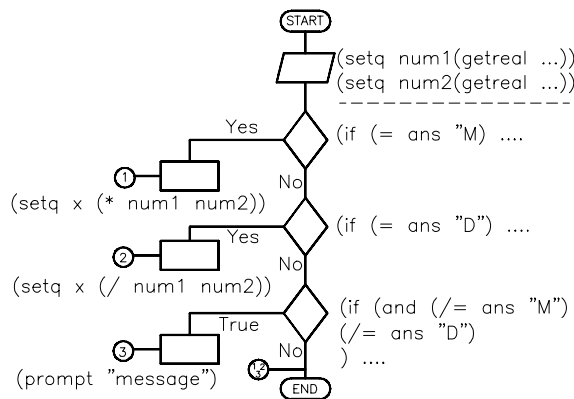 START
(setq num1(getreal ...))
(setq num2(getreal ...))
Yes
(if (= ans "M) ....
1
No
(setq x (* num1 num2))
Yes
(if (= ans "D") ....
2
No
(setq x (/ num1 num2))
(if (and (/= ans "M")
(/= ans "D")
) ....
True
3
No
(prompt "message")
1,2
3
END